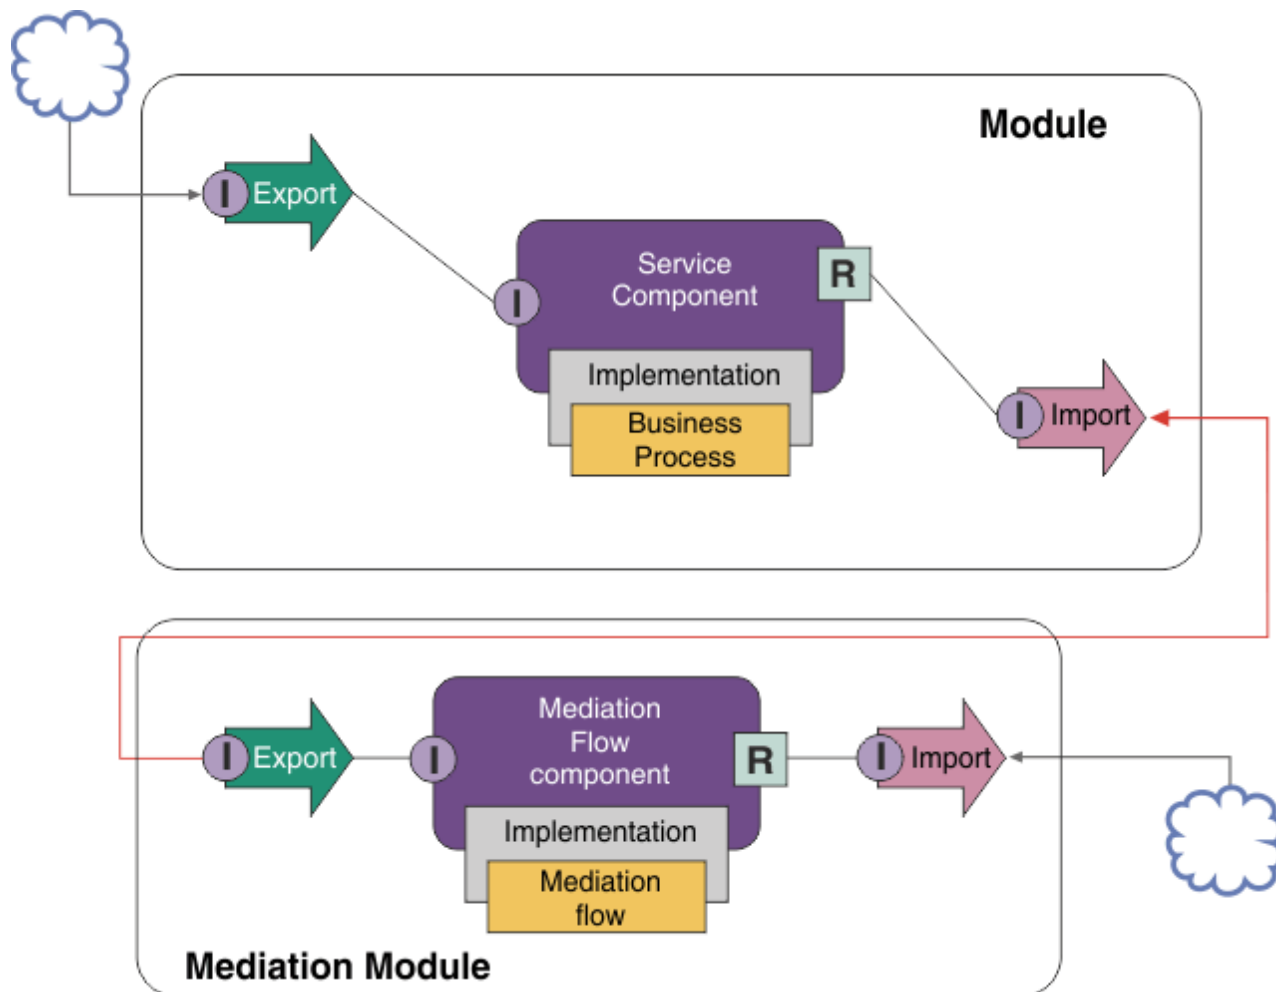 Module
I Export
Service
Component
R
I
Implementation
Business
Process
I Import
I Export
Mediation
Flow
component
I
R
I Import
Implementation
Mediation
flow
Mediation Module